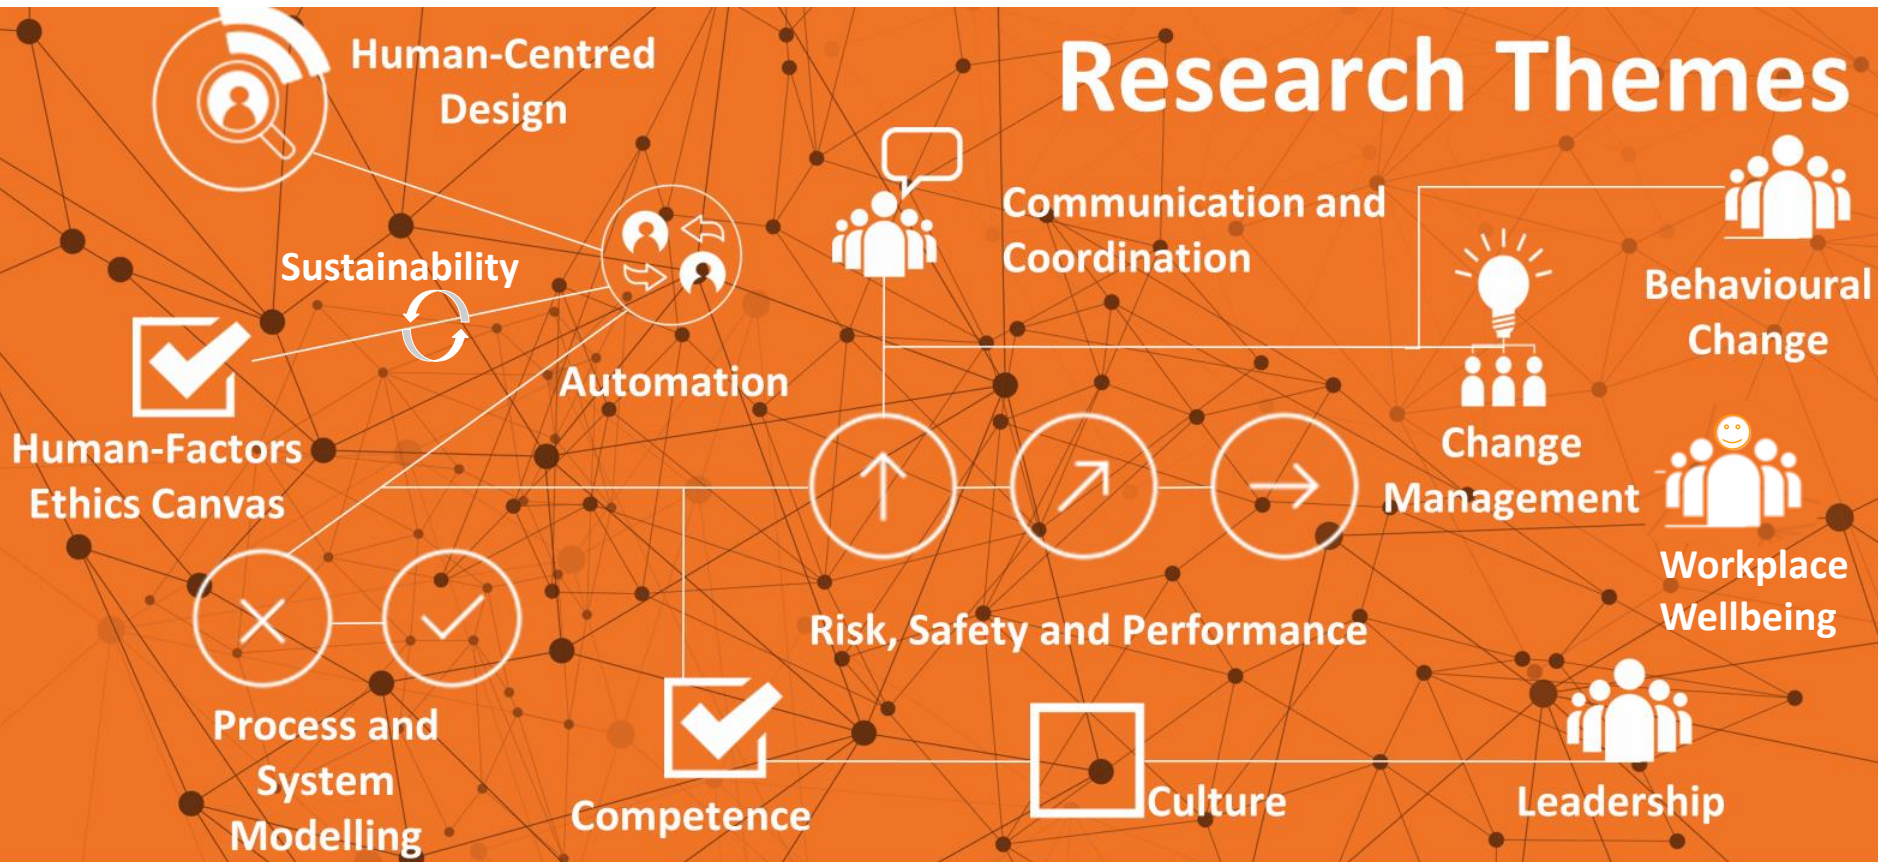 Research Themes
Human-Centred
Design
Communication and
Coordination
Sustainability
Behavioural
Change
Automation
Human-Factors
Ethics Canvas
Change
Management
Workplace
Wellbeing
Risk, Safety and Performance
Process and
System
Modelling
Competence
Culture
Leadership